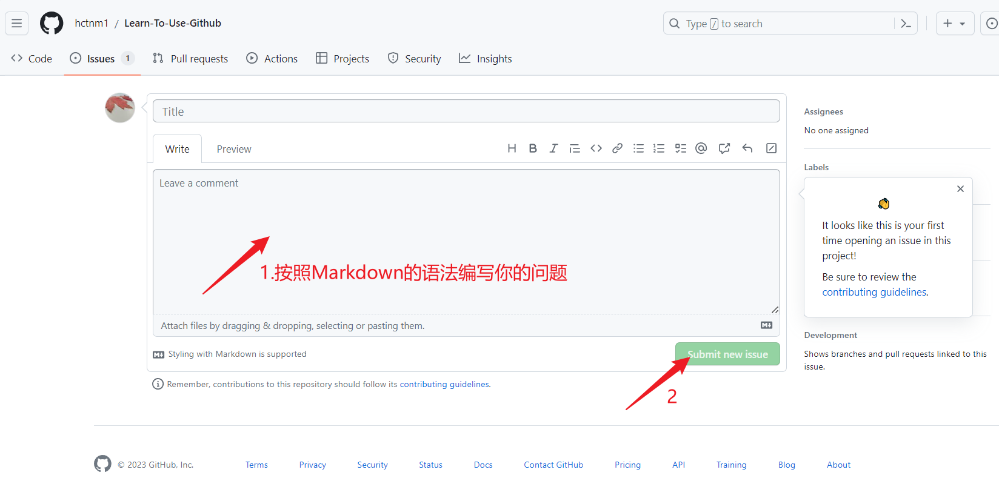 hctnm1 / Learn-To-Use-Github
Type / to search
Code
Issues 1
Pull requests
Actions
Projects
Security
Insights
Title
Write
Preview
Leave a comment
1.按照Markdown的语法编写你的问题
Attach files by dragging & dropping, selecting or pasting them.
Styling with Markdown is supported
Submit new issue
2
Remember, contributions to this repository should follow its contributing guidelines.
Assignees
No one assigned
Labels
It looks like this is your first
time opening an issue in this
project!
Be sure to review the
contributing guidelines.
Development
Shows branches and pull requests linked to this
issue.
© 2023 GitHub, Inc.
Terms
Privacy
Security
Status
Docs
Contact GitHub
Pricing
API
Training
Blog
About